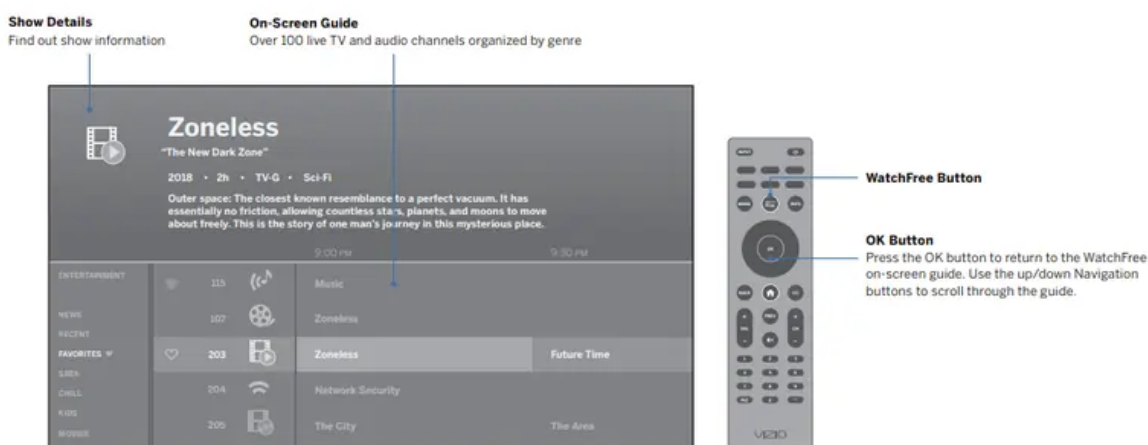 Show Details
Find out show information
On-Screen Guide
Over 100 live TV and audio channels organized by genre
Zoneless
"The New Dark Zone"
2018 • 2h • TV-G • Sci-Fi
Outer space: The closest known resemblance to a perfect vacuum. It has
essentially no friction, allowing countless stars, planets, and moons to move
about freely. This is the story of one man's journey in this mysterious place.
9:00 PM 9:30 PM
ENTERTAINMENT
NEWS
RECENT
FAVORITES
CHILL
KIDS
MOVIES
115 Music
107 Zoneless
203 Zoneless Future Time
204 Network Security
205 The City The Area
WatchFree Button
OK Button
Press the OK button to return to the WatchFree
on-screen guide. Use the up/down Navigation
buttons to scroll through the guide.
INPUT
OK
VOL
CH
VIZIO